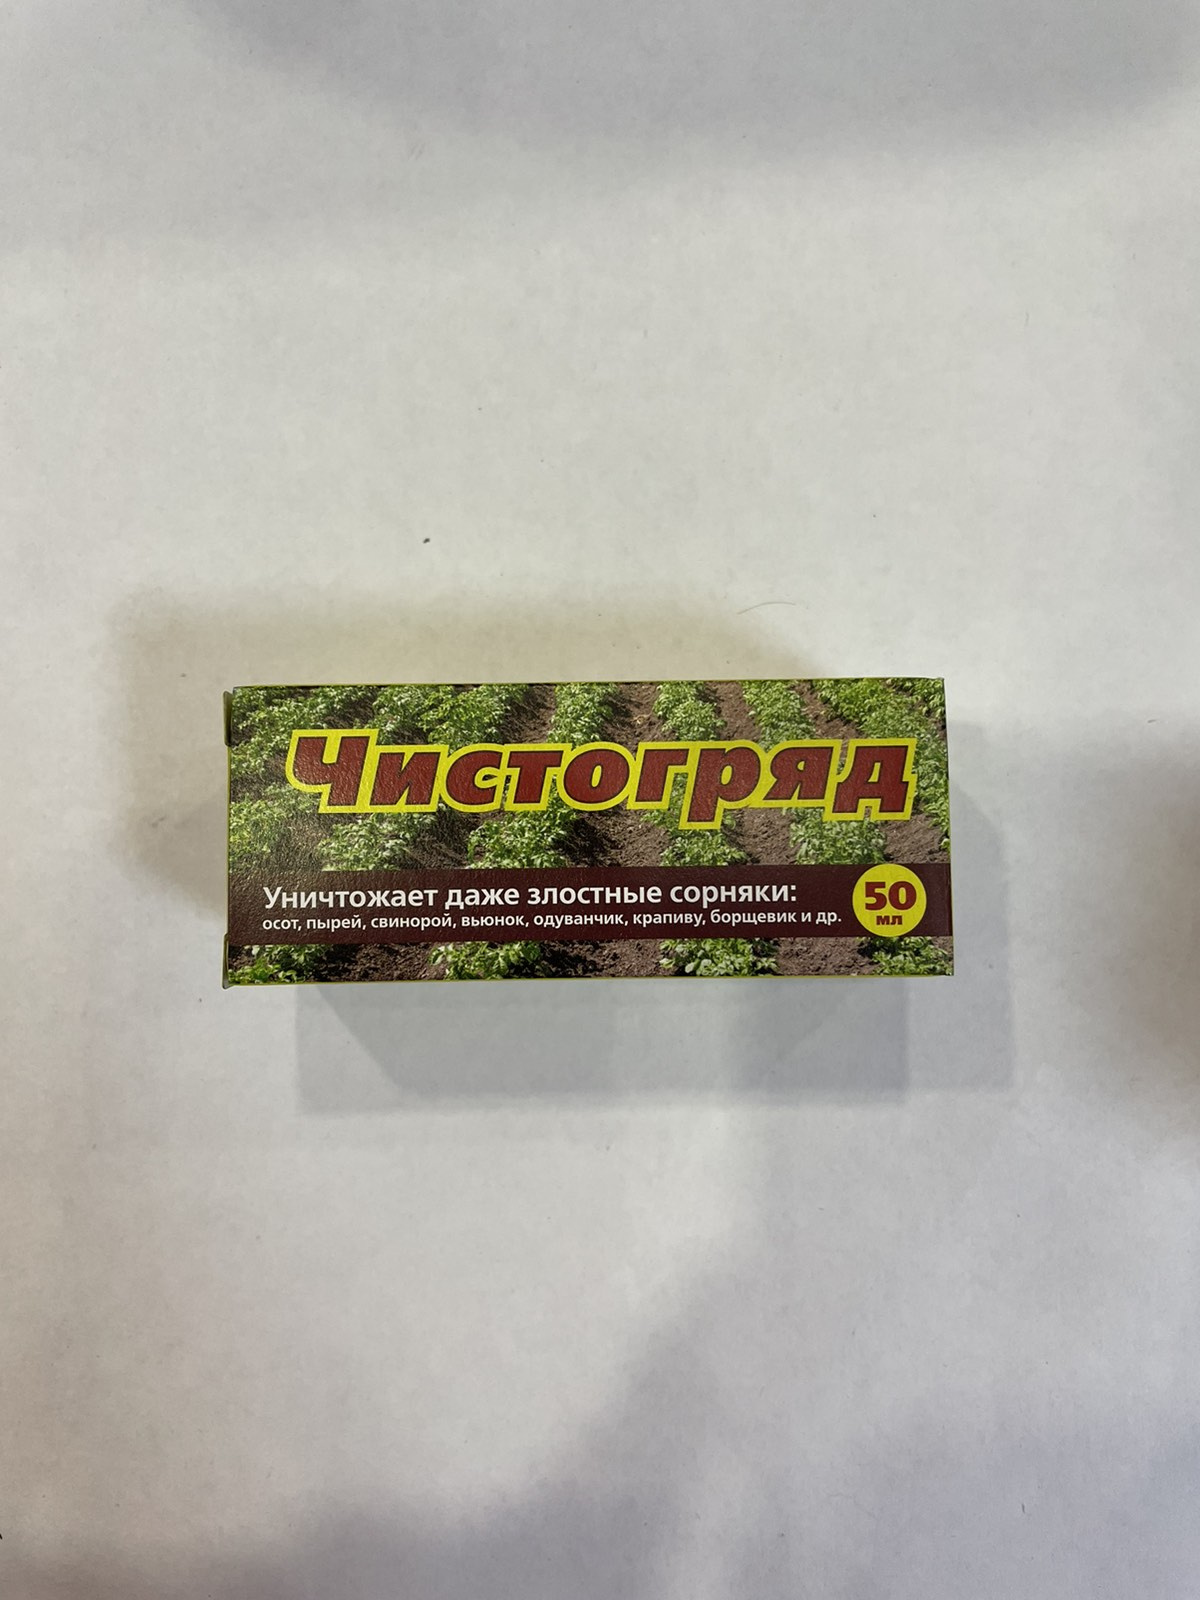 Чистогряд
Уничтожает даже злостные сорняки:
осот, пырей, свинорой, вьюнок, одуванчик, крапиву, борщевик и др.
50
мл